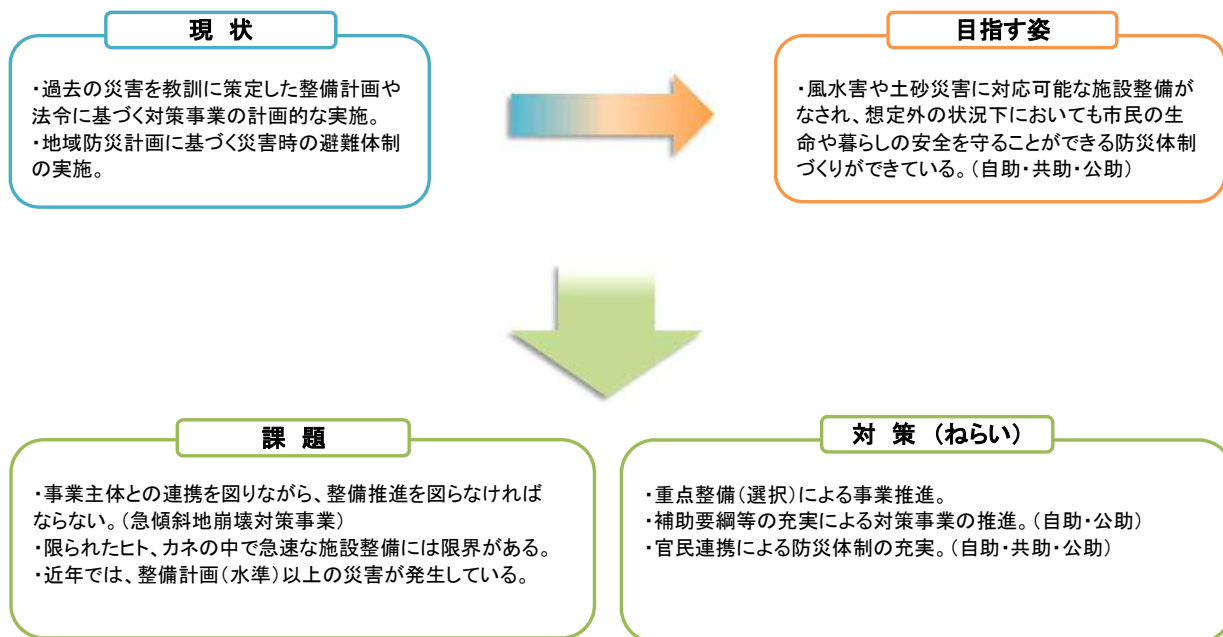 現 状
・過去の災害を教訓に策定した整備計画や
法令に基づく対策事業の計画的な実施。
・地域防災計画に基づく災害時の避難体制
の実施。
目指す姿
・風水害や土砂災害に対応可能な施設整備が
なされ、想定外の状況下においても市民の生
命や暮らしの安全を守ることができる防災体制
づくりができている。(自助・共助・公助)
課 題
・事業主体との連携を図りながら、整備推進を図らなければ
ならない。(急傾斜地崩壊対策事業)
・限られたヒト、カネの中で急速な施設整備には限界がある。
・近年では、整備計画(水準)以上の災害が発生している。
対 策 (ねらい)
・重点整備(選択)による事業推進。
・補助要綱等の充実による対策事業の推進。(自助・公助)
・官民連携による防災体制の充実。(自助・共助・公助)